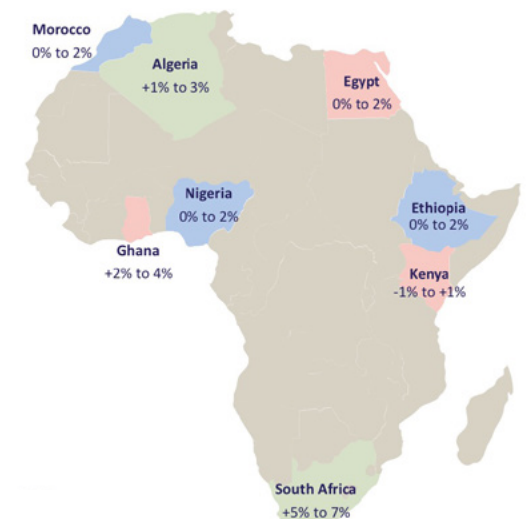 Morocco
0% to 2%
Algeria
+1% to 3%
Egypt
0% to 2%
Nigeria
0% to 2%
Ethiopia
0% to 2%
Ghana
+2% to 4%
Kenya
-1% to +1%
South Africa
+5% to 7%